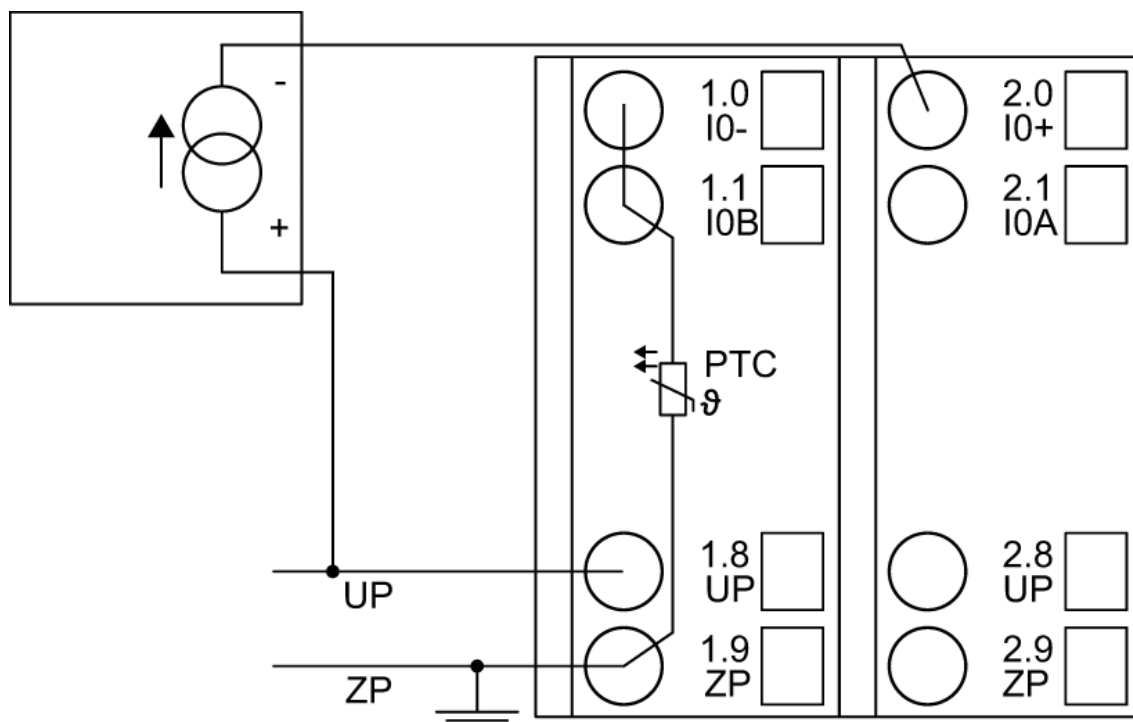 -
+
1.0
I0-
2.0
I0+
1.1
I0B
2.1
I0A
PTC
ϑ
1.8
UP
2.8
UP
UP
1.9
ZP
2.9
ZP
ZP